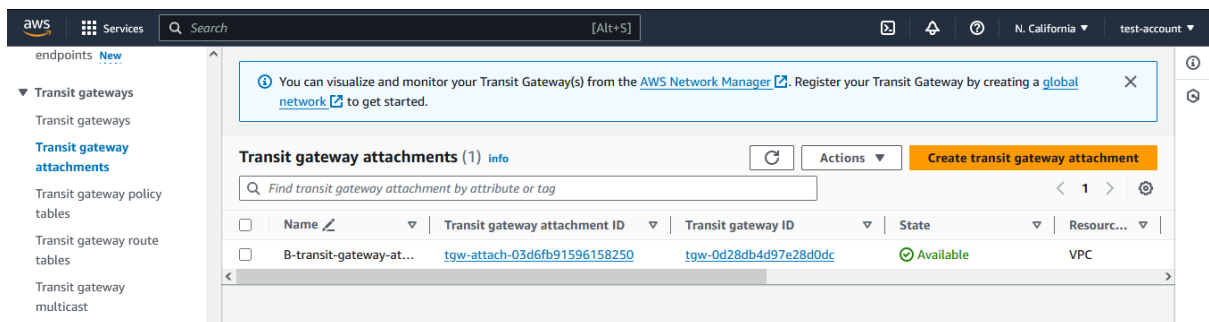 aws Services Search [Alt+S] N. California ▼ test-account ▼
endpoints New
▼ Transit gateways
Transit gateways
Transit gateway
attachments
Transit gateway policy
tables
Transit gateway route
tables
Transit gateway
multicast
You can visualize and monitor your Transit Gateway(s) from the AWS Network Manager. Register your Transit Gateway by creating a global
network to get started.
Transit gateway attachments (1) info Actions ▼ Create transit gateway attachment
Find transit gateway attachment by attribute or tag < 1 >
Name Transit gateway attachment ID Transit gateway ID State Resourc...
B-transit-gateway-at... tgw-attach-03d6fb91596158250 tgw-0d28db4d97e28d0dc Available VPC